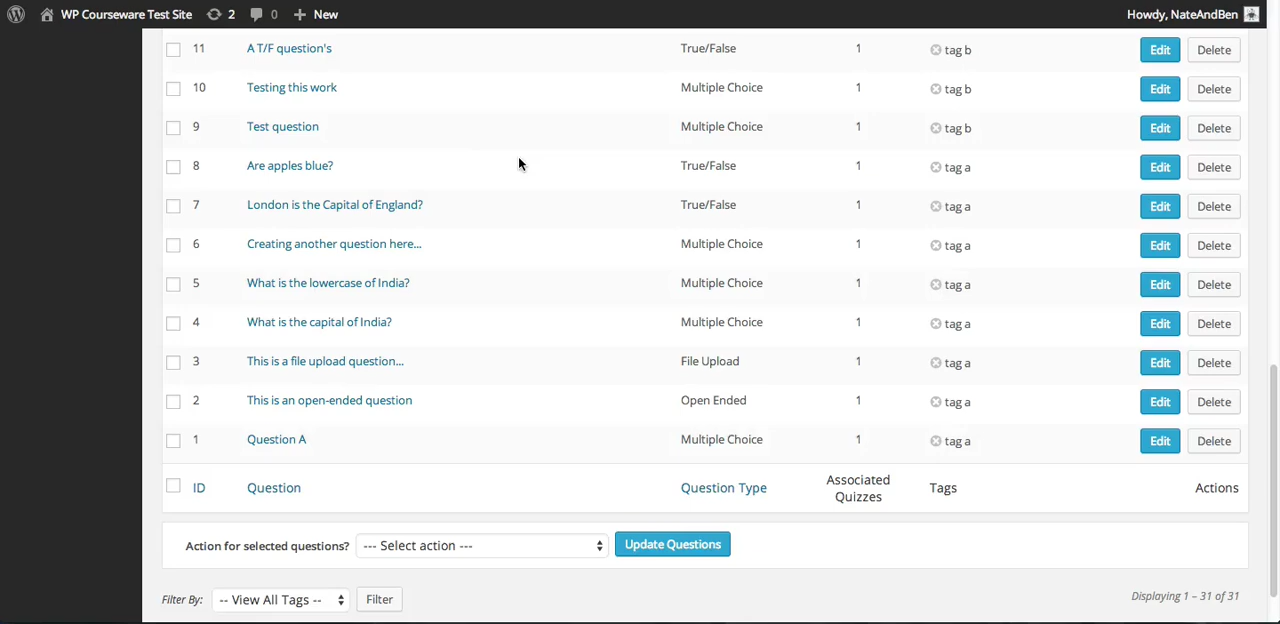 WP Courseware Test Site 2 0 New Howdy, NateAndBen
11 A T/F question's True/False 1 tag b Edit Delete
10 Testing this work Multiple Choice 1 tag b Edit Delete
9 Test question Multiple Choice 1 tag b Edit Delete
8 Are apples blue? True/False 1 tag a Edit Delete
7 London is the Capital of England? True/False 1 tag a Edit Delete
6 Creating another question here... Multiple Choice 1 tag a Edit Delete
5 What is the lowercase of India? Multiple Choice 1 tag a Edit Delete
4 What is the capital of India? Multiple Choice 1 tag a Edit Delete
3 This is a file upload question... File Upload 1 tag a Edit Delete
2 This is an open-ended question Open Ended 1 tag a Edit Delete
1 Question A Multiple Choice 1 tag a Edit Delete
ID Question Question Type Associated Quizzes Tags Actions
Action for selected questions? --- Select action --- Update Questions
Filter By: -- View All Tags -- Filter Displaying 1 – 31 of 31